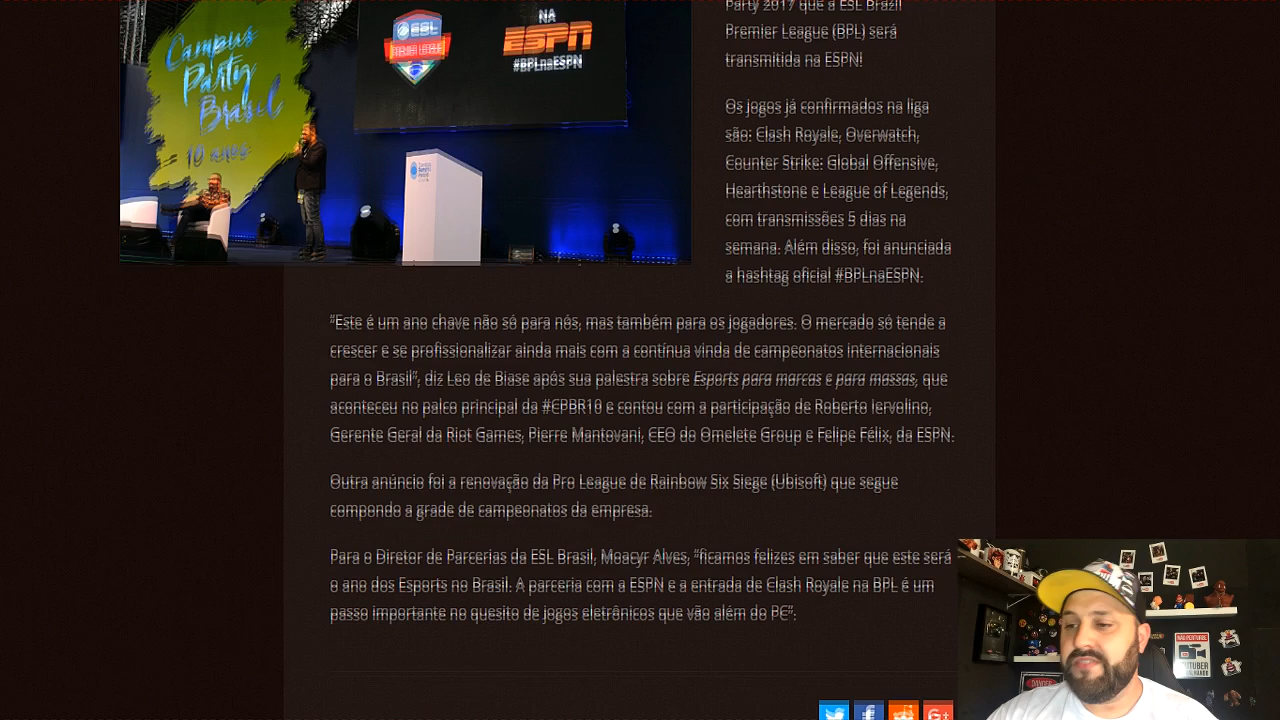 Campus
Party
Brasil
10 anos
ESL
NA
ESPN
#BPLnaESPN
Party 2017 que a ESL Brazil
Premier League (BPL) será
transmitida na ESPN!
Os jogos já confirmados na liga
são: Clash Royale, Overwatch,
Counter Strike: Global Offensive,
Hearthstone e League of Legends,
com transmissões 5 dias na
semana. Além disso, foi anunciada
a hashtag oficial #BPLnaESPN.
“Este é um ano chave não só para nós, mas também para os jogadores. O mercado só tende a
crescer e se profissionalizar ainda mais com a contínua vinda de campeonatos internacionais
para o Brasil”, diz Leo de Biase após sua palestra sobre Esports para marcas e para massas, que
aconteceu no palco principal da #CPBR10 e contou com a participação de Roberto Iervolino,
Gerente Geral da Riot Games, Pierre Mantovani, CEO do Omelete Group e Felipe Félix, da ESPN.
Outra anúncio foi a renovação da Pro League de Rainbow Six Siege (Ubisoft) que segue
compondo a grade de campeonatos da empresa.
Para o Diretor de Parcerias da ESL Brasil, Moacyr Alves, “ficamos felizes em saber que este será
o ano dos Esports no Brasil. A parceria com a ESPN e a entrada de Clash Royale na BPL é um
passo importante no quesito de jogos eletrônicos que vão além do PC”.
NÃO PERTURBE
DANGER
G+